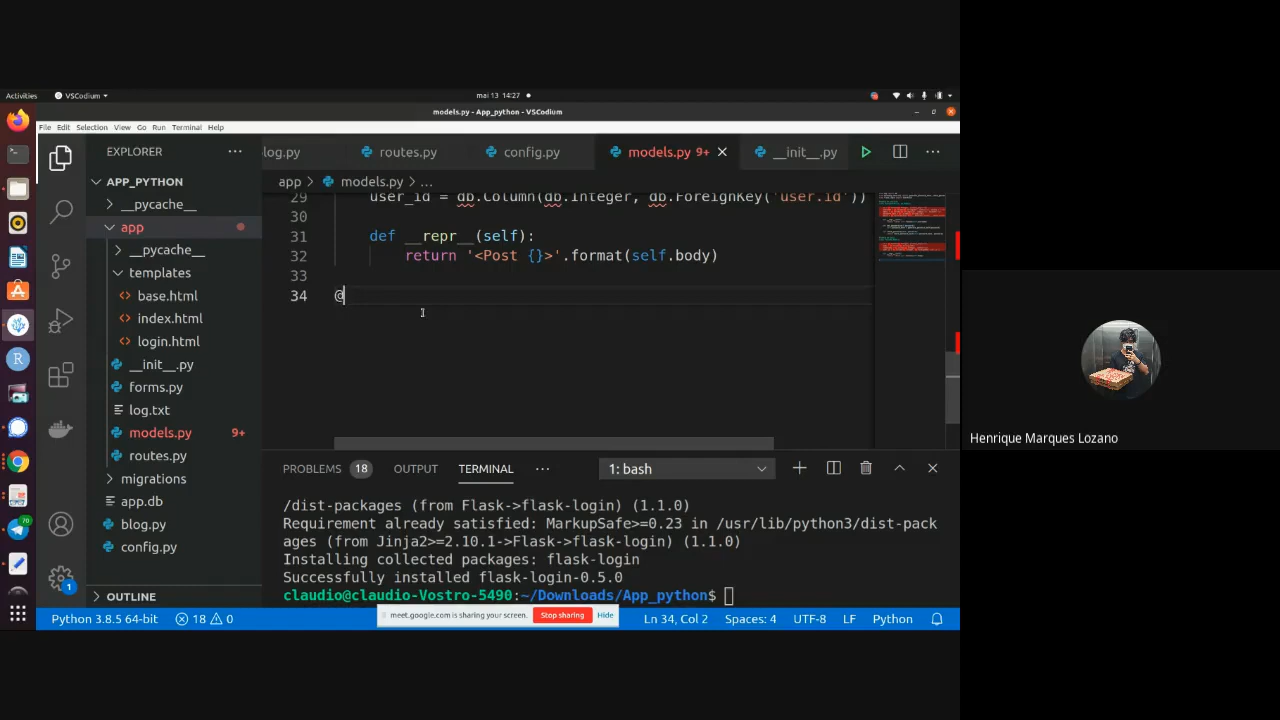 Activities
VSCodium
mai 13 14:27
models.py - App_python - VSCodium
File Edit Selection View Go Run Terminal Help
EXPLORER
log.py
routes.py
config.py
models.py 9+
__init__.py
APP_PYTHON
__pycache__
app
__pycache__
templates
base.html
index.html
login.html
__init__.py
forms.py
log.txt
models.py 9+
routes.py
migrations
app.db
blog.py
config.py
OUTLINE
app > models.py > ...
29 user_id = db.Column(db.Integer, db.ForeignKey('user.id'))
30
31 def __repr__(self):
32 return '<Post {}>'.format(self.body)
33
34 @
PROBLEMS 18 OUTPUT TERMINAL 1: bash
/dist-packages (from Flask->flask-login) (1.1.0)
Requirement already satisfied: MarkupSafe>=0.23 in /usr/lib/python3/dist-pack
ages (from Jinja2>=2.10.1->Flask->flask-login) (1.1.0)
Installing collected packages: flask-login
Successfully installed flask-login-0.5.0
claudio@claudio-Vostro-5490:~/Downloads/App_python$
meet.google.com is sharing your screen. Stop sharing Hide
Python 3.8.5 64-bit 18 0 Ln 34, Col 2 Spaces: 4 UTF-8 LF Python
1
70
Henrique Marques Lozano